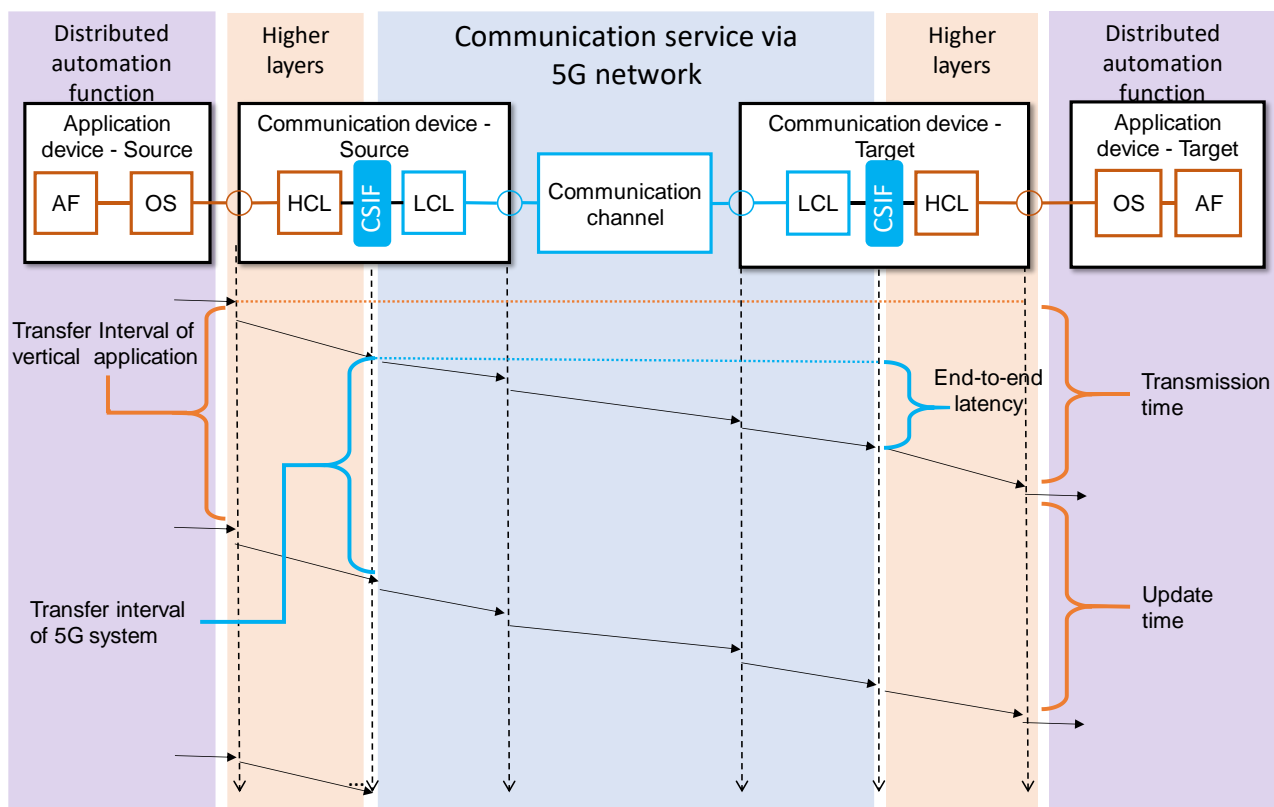 Distributed
automation
function
Higher
layers
Communication service via
5G network
Higher
layers
Distributed
automation
function
Application
device - Source
AF
OS
Communication device -
Source
HCL
CSIF
LCL
Communication
channel
Communication device -
Target
LCL
CSIF
HCL
Application
device - Target
OS
AF
Transfer Interval of
vertical application
End-to-end
latency
Transmission
time
Transfer interval
of 5G system
Update
time
...